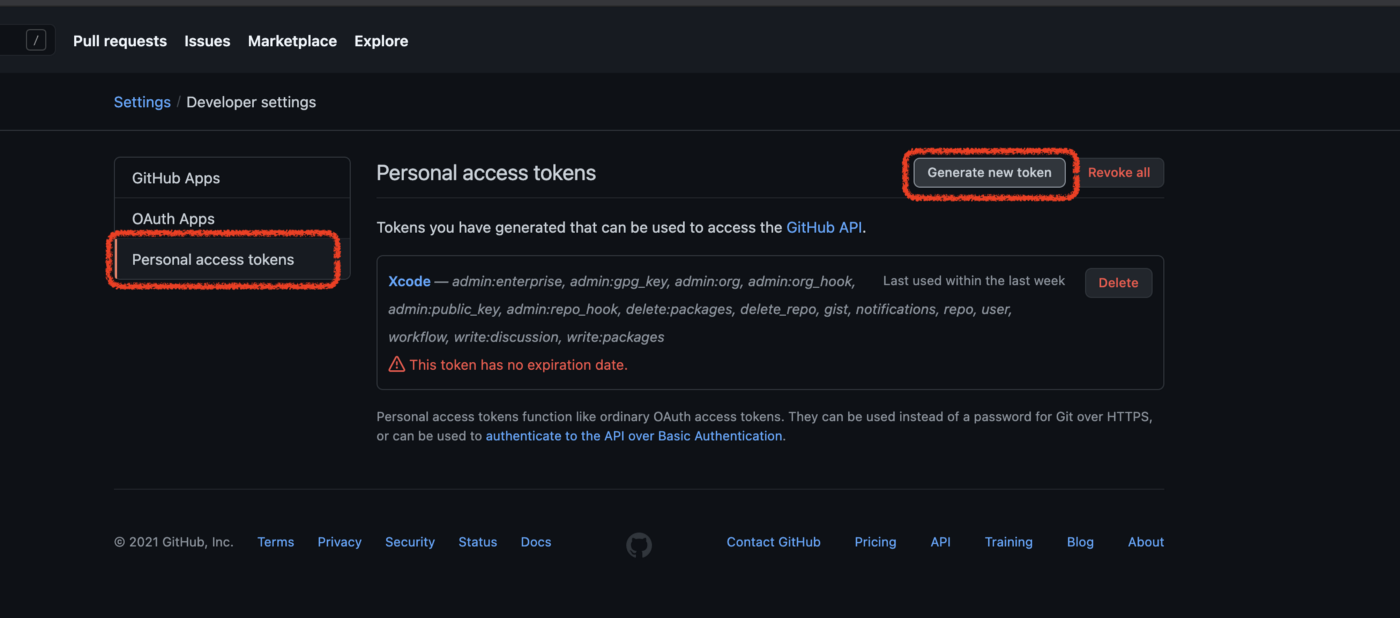 / Pull requests Issues Marketplace Explore
Settings / Developer settings
GitHub Apps
OAuth Apps
Personal access tokens
Personal access tokens
Generate new token
Revoke all
Tokens you have generated that can be used to access the GitHub API.
Xcode — admin:enterprise, admin:gpg_key, admin:org, admin:org_hook,
admin:public_key, admin:repo_hook, delete:packages, delete_repo, gist, notifications, repo, user,
workflow, write:discussion, write:packages
Last used within the last week
Delete
This token has no expiration date.
Personal access tokens function like ordinary OAuth access tokens. They can be used instead of a password for Git over HTTPS,
or can be used to authenticate to the API over Basic Authentication.
© 2021 GitHub, Inc. Terms Privacy Security Status Docs Contact GitHub Pricing API Training Blog About